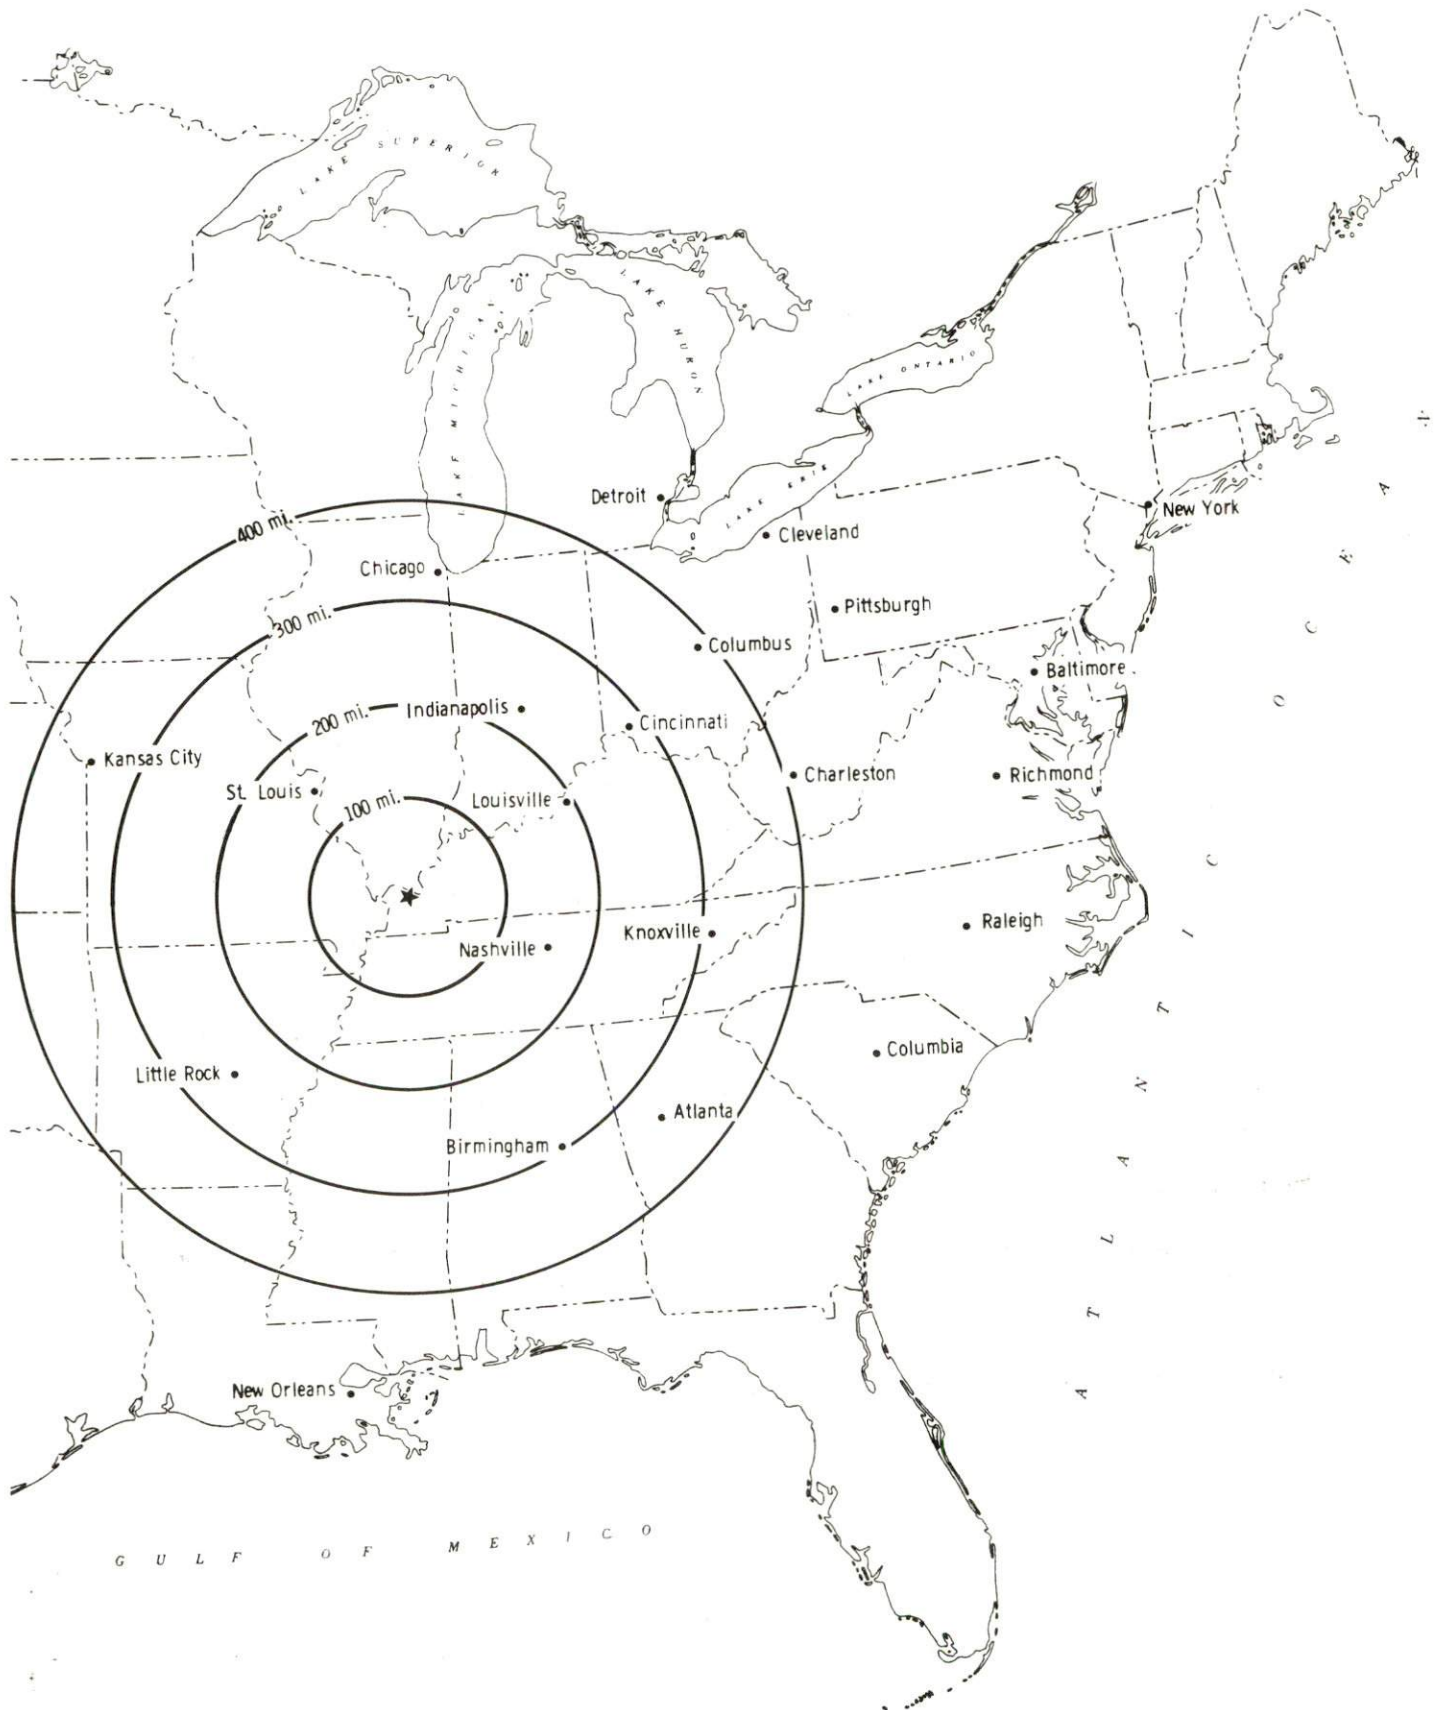 LAKE SUPERIOR
LAKE HURON
LAKE MICHIGAN
LAKE ONTARIO
LAKE ERIE
Detroit
New York
Cleveland
400 mi.
Chicago
Pittsburgh
300 mi.
Columbus
Baltimore
200 mi.
Indianapolis
Cincinnati
Kansas City
Charleston
Richmond
St. Louis
100 mi.
Louisville
Raleigh
Knoxville
Nashville
Columbia
Little Rock
Atlanta
Birmingham
ATLANTIC OCEAN
New Orleans
GULF OF MEXICO